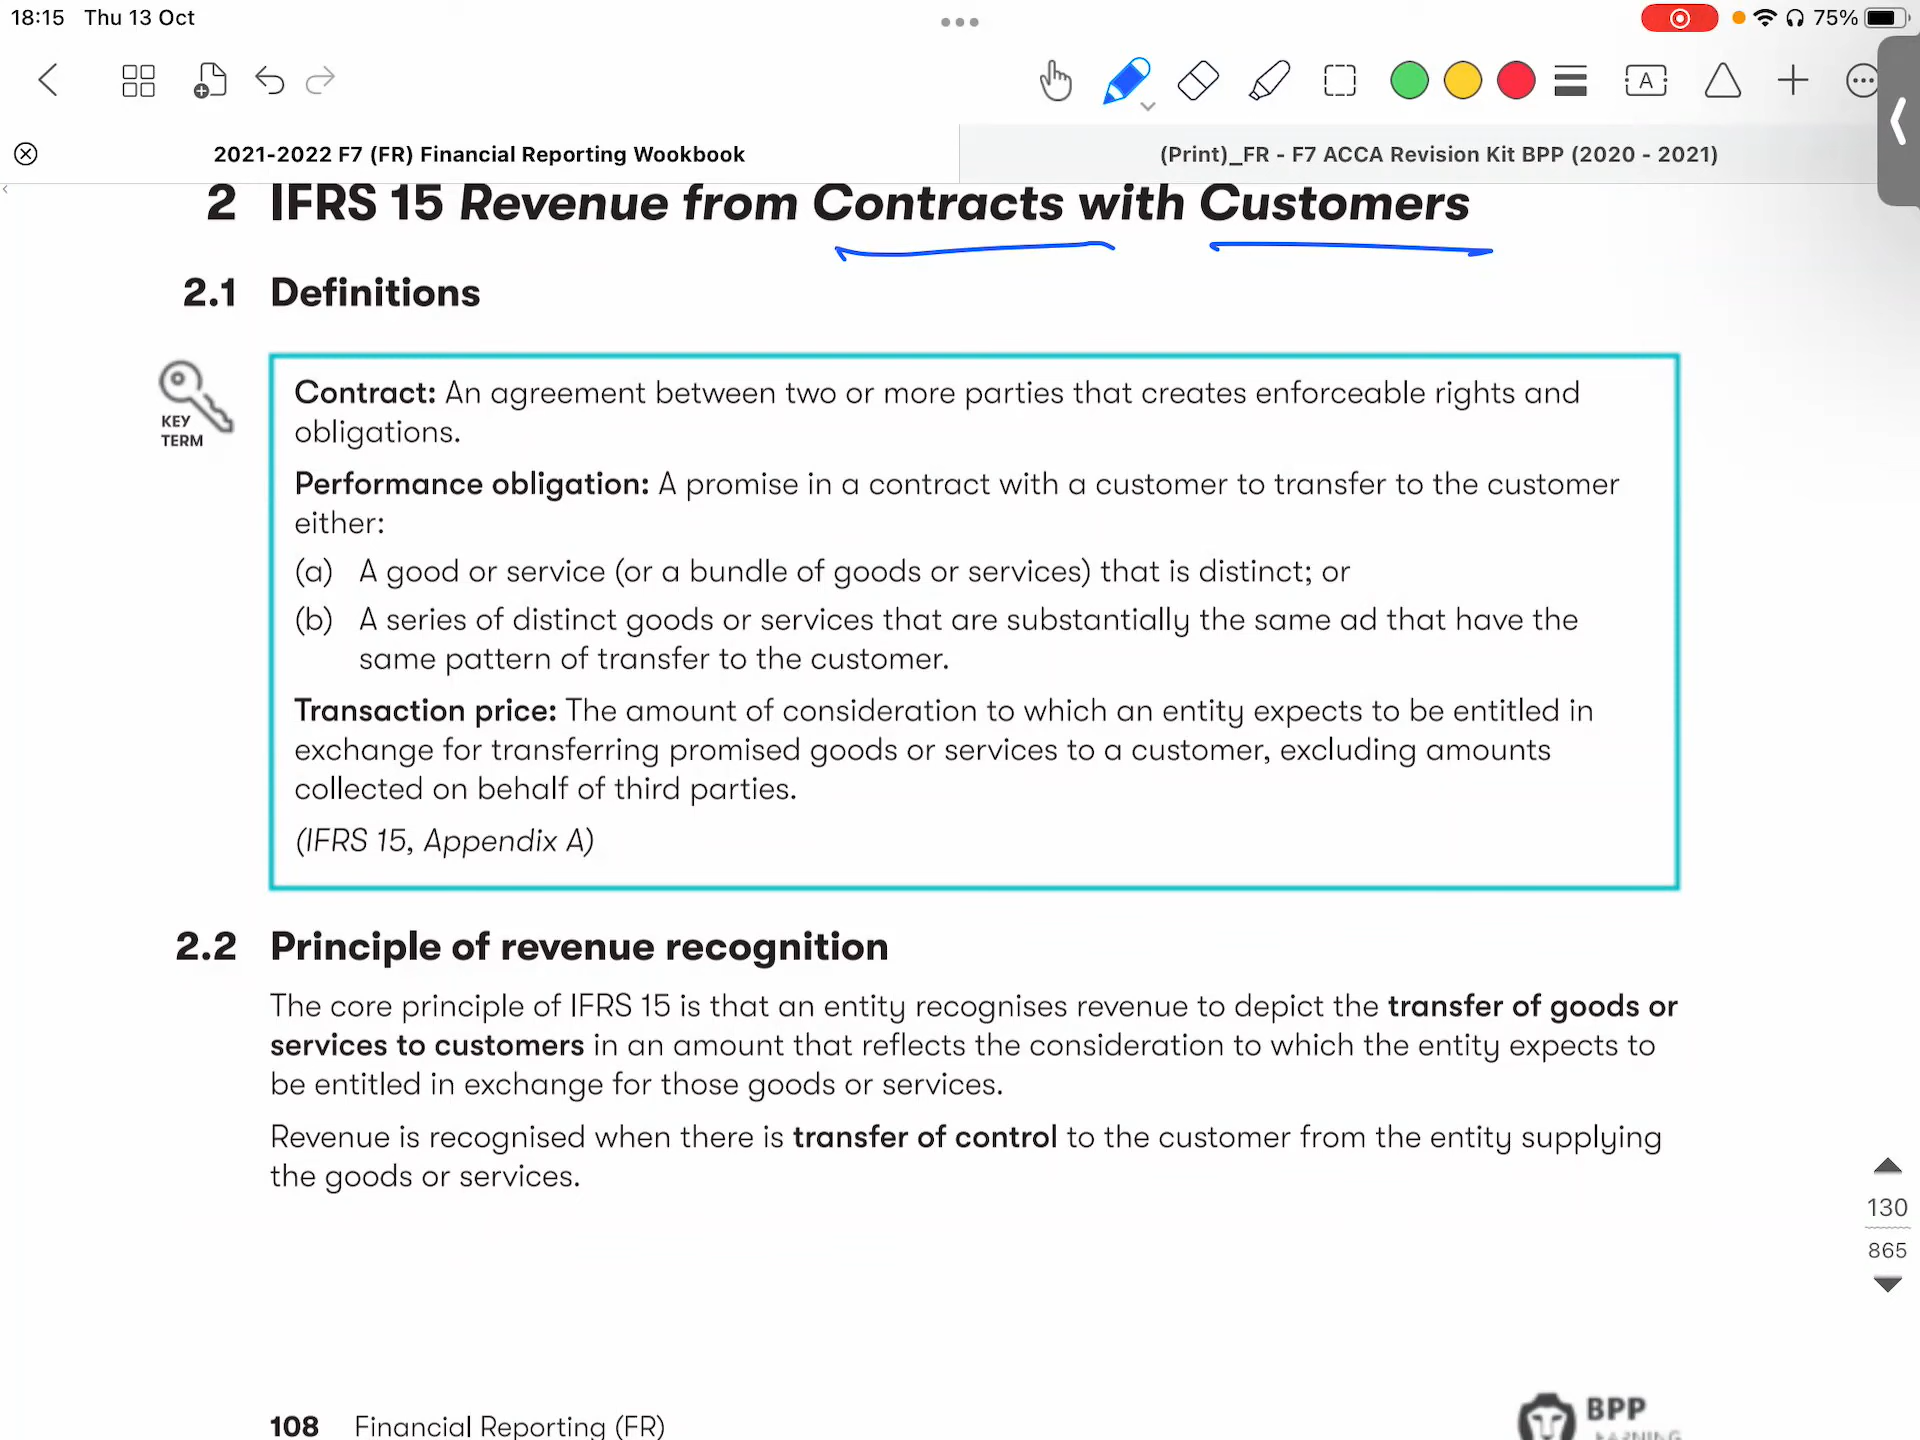 18:15 Thu 13 Oct
75%
A
2021-2022 F7 (FR) Financial Reporting Wookbook
(Print)_FR - F7 ACCA Revision Kit BPP (2020 - 2021)
2 IFRS 15 Revenue from Contracts with Customers
2.1 Definitions
KEY
TERM
Contract: An agreement between two or more parties that creates enforceable rights and
obligations.
Performance obligation: A promise in a contract with a customer to transfer to the customer
either:
(a) A good or service (or a bundle of goods or services) that is distinct; or
(b) A series of distinct goods or services that are substantially the same ad that have the
same pattern of transfer to the customer.
Transaction price: The amount of consideration to which an entity expects to be entitled in
exchange for transferring promised goods or services to a customer, excluding amounts
collected on behalf of third parties.
(IFRS 15, Appendix A)
2.2 Principle of revenue recognition
The core principle of IFRS 15 is that an entity recognises revenue to depict the transfer of goods or
services to customers in an amount that reflects the consideration to which the entity expects to
be entitled in exchange for those goods or services.
Revenue is recognised when there is transfer of control to the customer from the entity supplying
the goods or services.
130
865
108 Financial Reporting (FR)
BPP